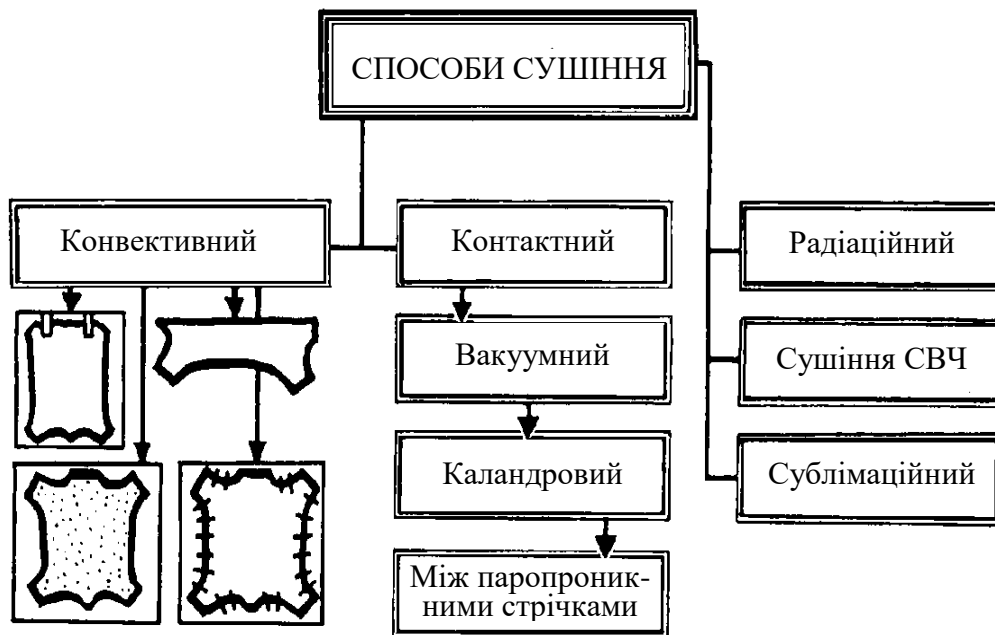 СПОСОБИ СУШІННЯ
Конвективний
Контактний
Радіаційний
Вакуумний
Сушіння СВЧ
Каландровий
Сублімаційний
Між паропроник-
ними стрічками